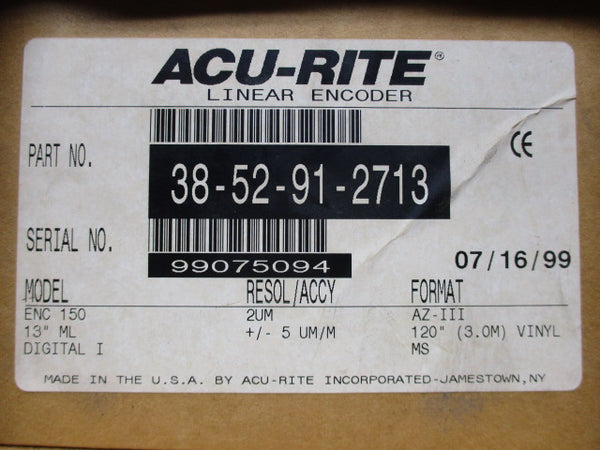 ACU-RITE®
LINEAR ENCODER
PART NO.
38-52-91-2713
CE
SERIAL NO.
99075094
07/16/99
MODEL RESOL/ACCY FORMAT
ENC 150 2UM AZ-III
13" ML +/- 5 UM/M 120" (3.0M) VINYL
DIGITAL I MS
MADE IN THE U.S.A. BY ACU-RITE INCORPORATED-JAMESTOWN,NY